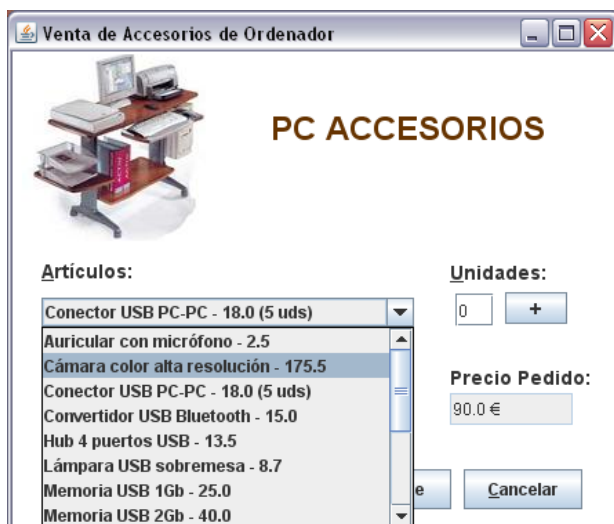 Venta de Accesorios de Ordenador
PC ACCESORIOS
Artículos:
Unidades:
Conector USB PC-PC - 18.0 (5 uds)
0
+
Auricular con micrófono - 2.5
Cámara color alta resolución - 175.5
Conector USB PC-PC - 18.0 (5 uds)
Convertidor USB Bluetooth - 15.0
Hub 4 puertos USB - 13.5
Lámpara USB sobremesa - 8.7
Memoria USB 1Gb - 25.0
Memoria USB 2Gb - 40.0
Precio Pedido:
90.0 €
e
Cancelar